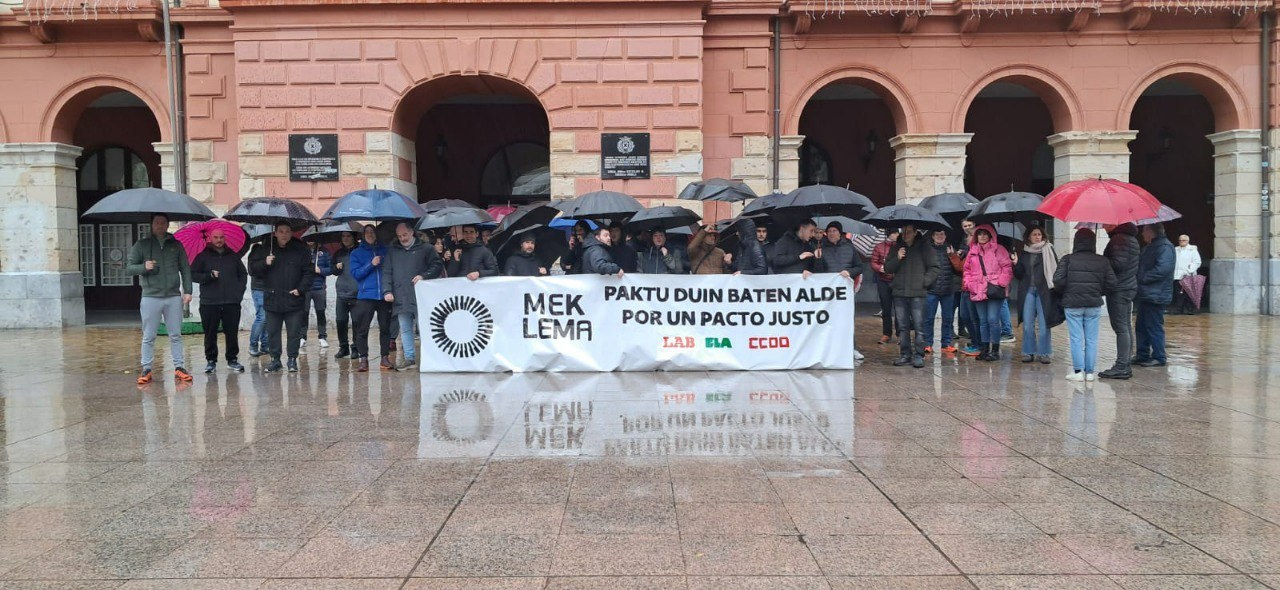 MEK
LEMA
PAKTU DUIN BATEN ALDE
POR UN PACTO JUSTO
LAB ELA CCOO